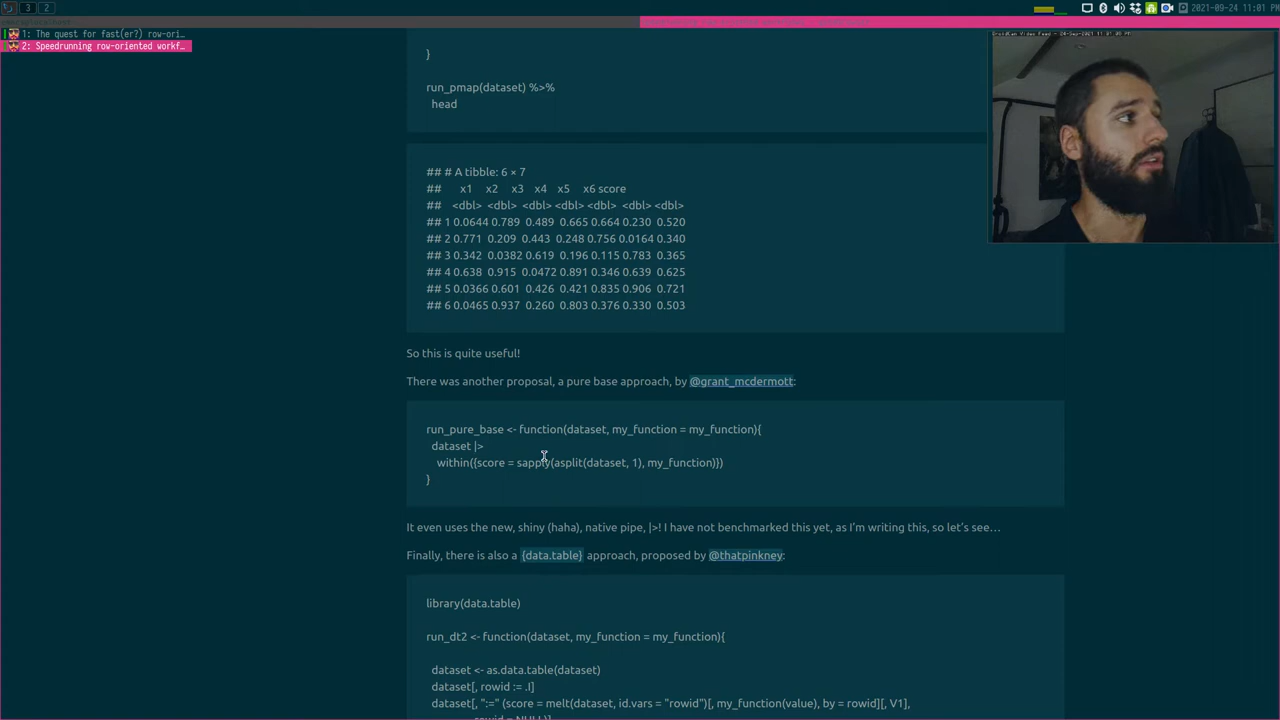 3 2
2021-09-24 11:01 PM
1: The quest for fast(er?) row-ori…
2: Speedrunning row-oriented workf…
DroidCam Video Feed
}
run_pmap(dataset) %>%
head
## # A tibble: 6 × 7
## x1 x2 x3 x4 x5 x6 score
## <dbl> <dbl> <dbl> <dbl> <dbl> <dbl> <dbl>
## 1 0.0644 0.789 0.489 0.665 0.664 0.230 0.520
## 2 0.771 0.209 0.443 0.248 0.756 0.0164 0.340
## 3 0.342 0.0382 0.619 0.196 0.115 0.783 0.365
## 4 0.638 0.915 0.0472 0.891 0.346 0.639 0.625
## 5 0.0366 0.601 0.426 0.421 0.835 0.906 0.721
## 6 0.0465 0.937 0.260 0.803 0.376 0.330 0.503
So this is quite useful!
There was another proposal, a pure base approach, by @grant_mcdermott:
run_pure_base <- function(dataset, my_function = my_function){
dataset |>
within({score = sapply(asplit(dataset, 1), my_function)})
}
It even uses the new, shiny (haha), native pipe, |>! I have not benchmarked this yet, as I’m writing this, so let’s see…
Finally, there is also a {data.table} approach, proposed by @thatpinkney:
library(data.table)
run_dt2 <- function(dataset, my_function = my_function){
dataset <- as.data.table(dataset)
dataset[, rowid := .I]
dataset[, ":=" (score = melt(dataset, id.vars = "rowid")[, my_function(value), by = rowid][, V1],
rowid = NULL)]